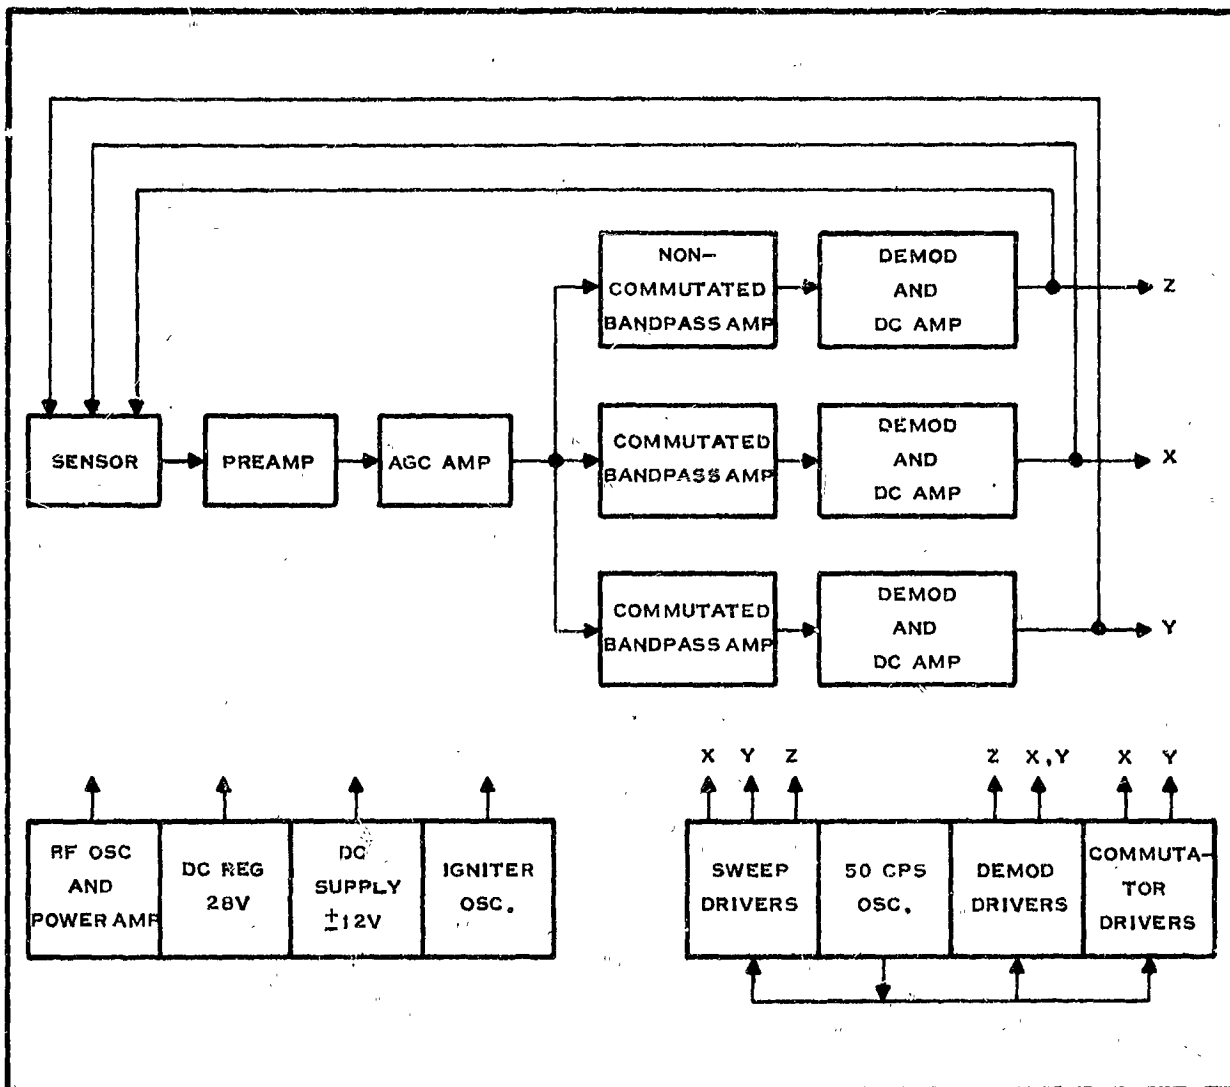 NON-
COMMUTATED
BANDPASS AMP
DEMOD
AND
DC AMP
Z
SENSOR
PREAMP
AGC AMP
COMMUTATED
BANDPASS AMP
DEMOD
AND
DC AMP
X
COMMUTATED
BANDPASS AMP
DEMOD
AND
DC AMP
Y
RF OSC
AND
POWER AMP
DC REG
28V
DC
SUPPLY
±12V
IGNITER
OSC.
X Y Z
Z X,Y
X Y
SWEEP
DRIVERS
50 CPS
OSC.
DEMOD
DRIVERS
COMMUTA-
TOR
DRIVERS